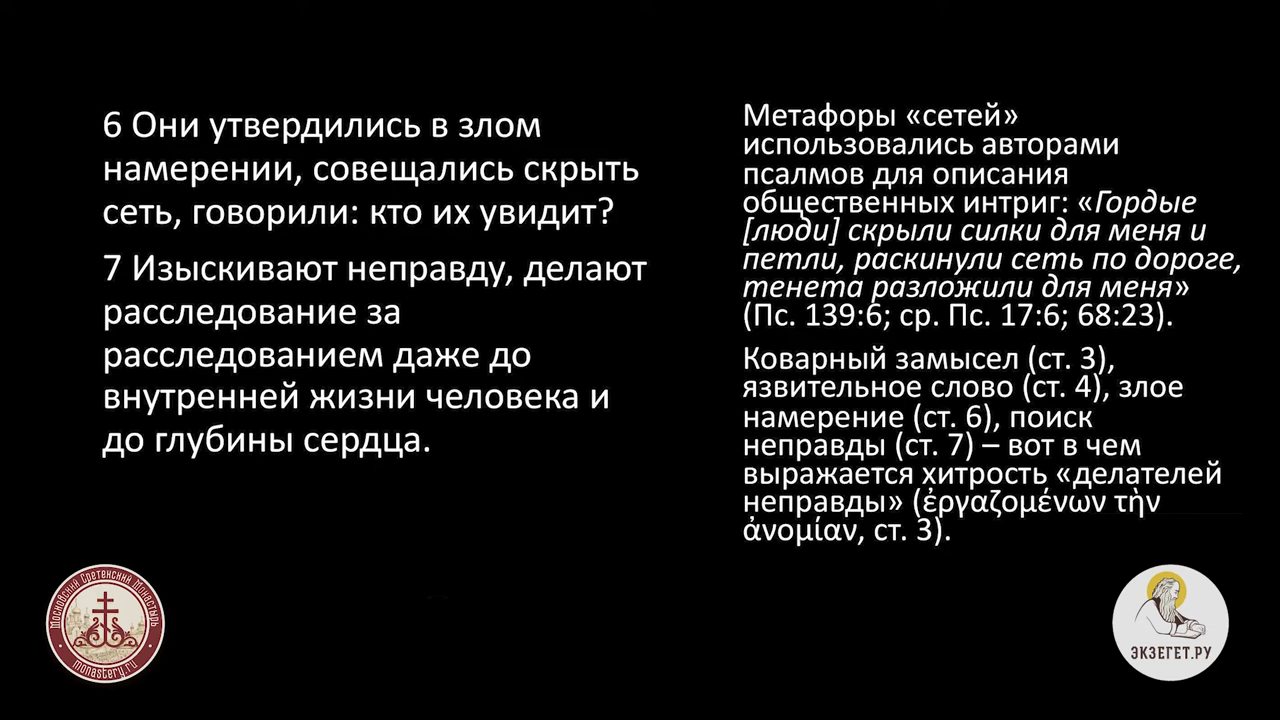 6 Они утвердились в злом
намерении, совещались скрыть
сеть, говорили: кто их увидит?
7 Изыскивают неправду, делают
расследование за
расследованием даже до
внутренней жизни человека и
до глубины сердца.
Метафоры «сетей»
использовались авторами
псалмов для описания
общественных интриг: «Гордые
[люди] скрыли силки для меня и
петли, раскинули сеть по дороге,
тенета разложили для меня»
(Пс. 139:6; ср. Пс. 17:6; 68:23).
Коварный замысел (ст. 3),
язвительное слово (ст. 4), злое
намерение (ст. 6), поиск
неправды (ст. 7) – вот в чем
выражается хитрость «делателей
неправды» (ἐργαζομένων τὴν
ἀνομίαν, ст. 3).
Московский Сретенский Монастырь
monastery.ru
ЭКЗЕГЕТ.РУ